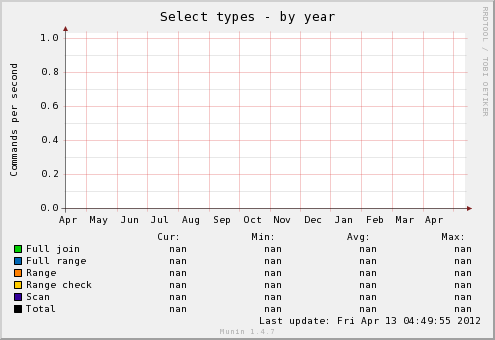 Select types - by year
RRDTOOL / TOBI OETIKER
Commands per second
1.0
0.8
0.6
0.4
0.2
0.0
Apr May Jun Jul Aug Sep Oct Nov Dec Jan Feb Mar Apr
Cur: Min: Avg: Max:
Full join nan nan nan nan
Full range nan nan nan nan
Range nan nan nan nan
Range check nan nan nan nan
Scan nan nan nan nan
Total nan nan nan nan
Last update: Fri Apr 13 04:49:55 2012
Munin 1.4.7